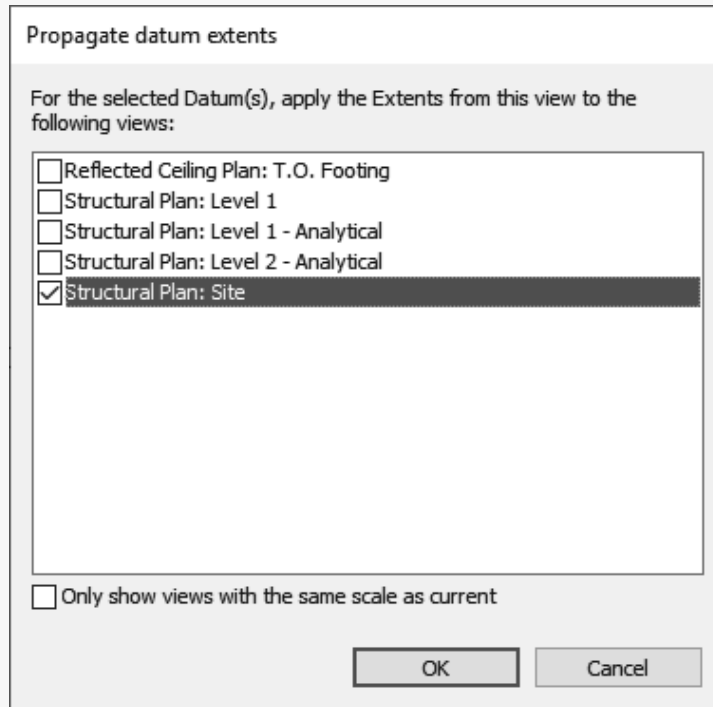 Propagate datum extents
For the selected Datum(s), apply the Extents from this view to the
following views:
Reflected Ceiling Plan: T.O. Footing
Structural Plan: Level 1
Structural Plan: Level 1 - Analytical
Structural Plan: Level 2 - Analytical
Structural Plan: Site
Only show views with the same scale as current
OK Cancel